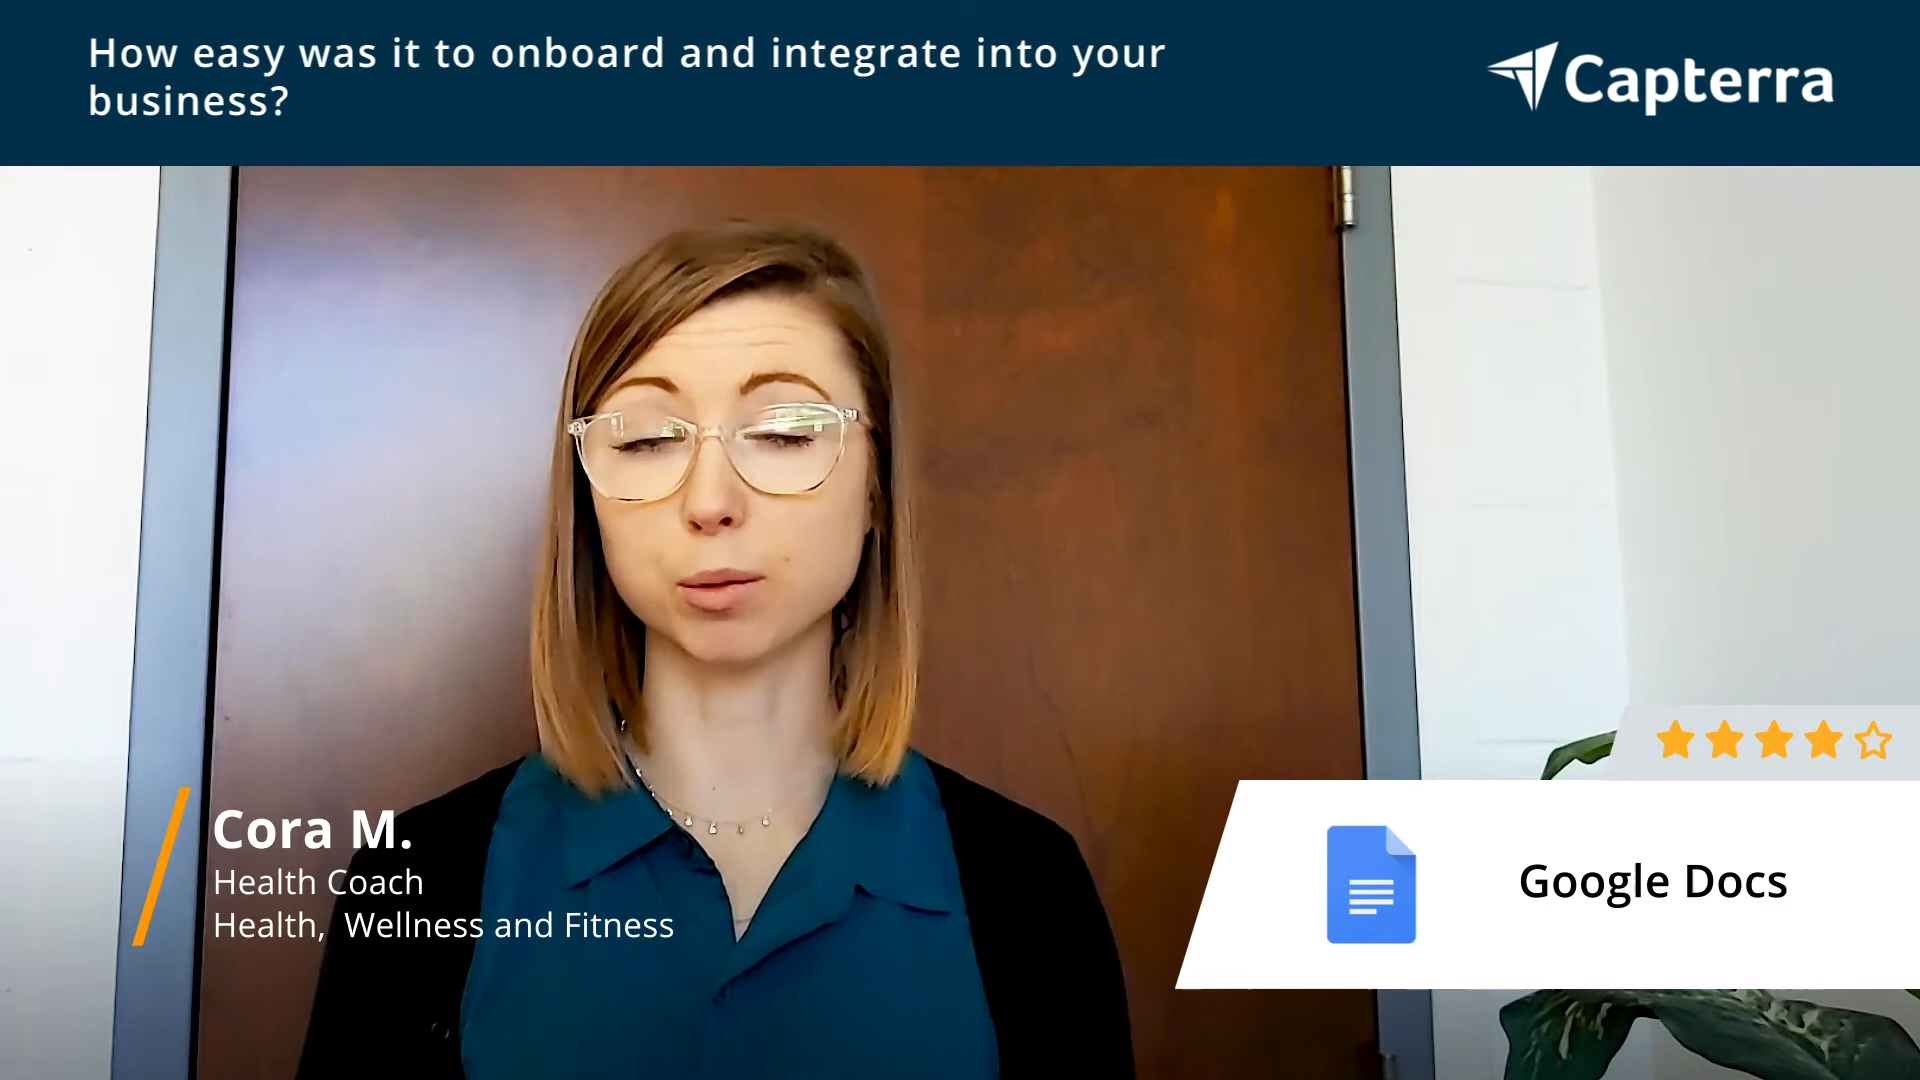 How easy was it to onboard and integrate into your
business?
Capterra
Cora M.
Health Coach
Health, Wellness and Fitness
Google Docs